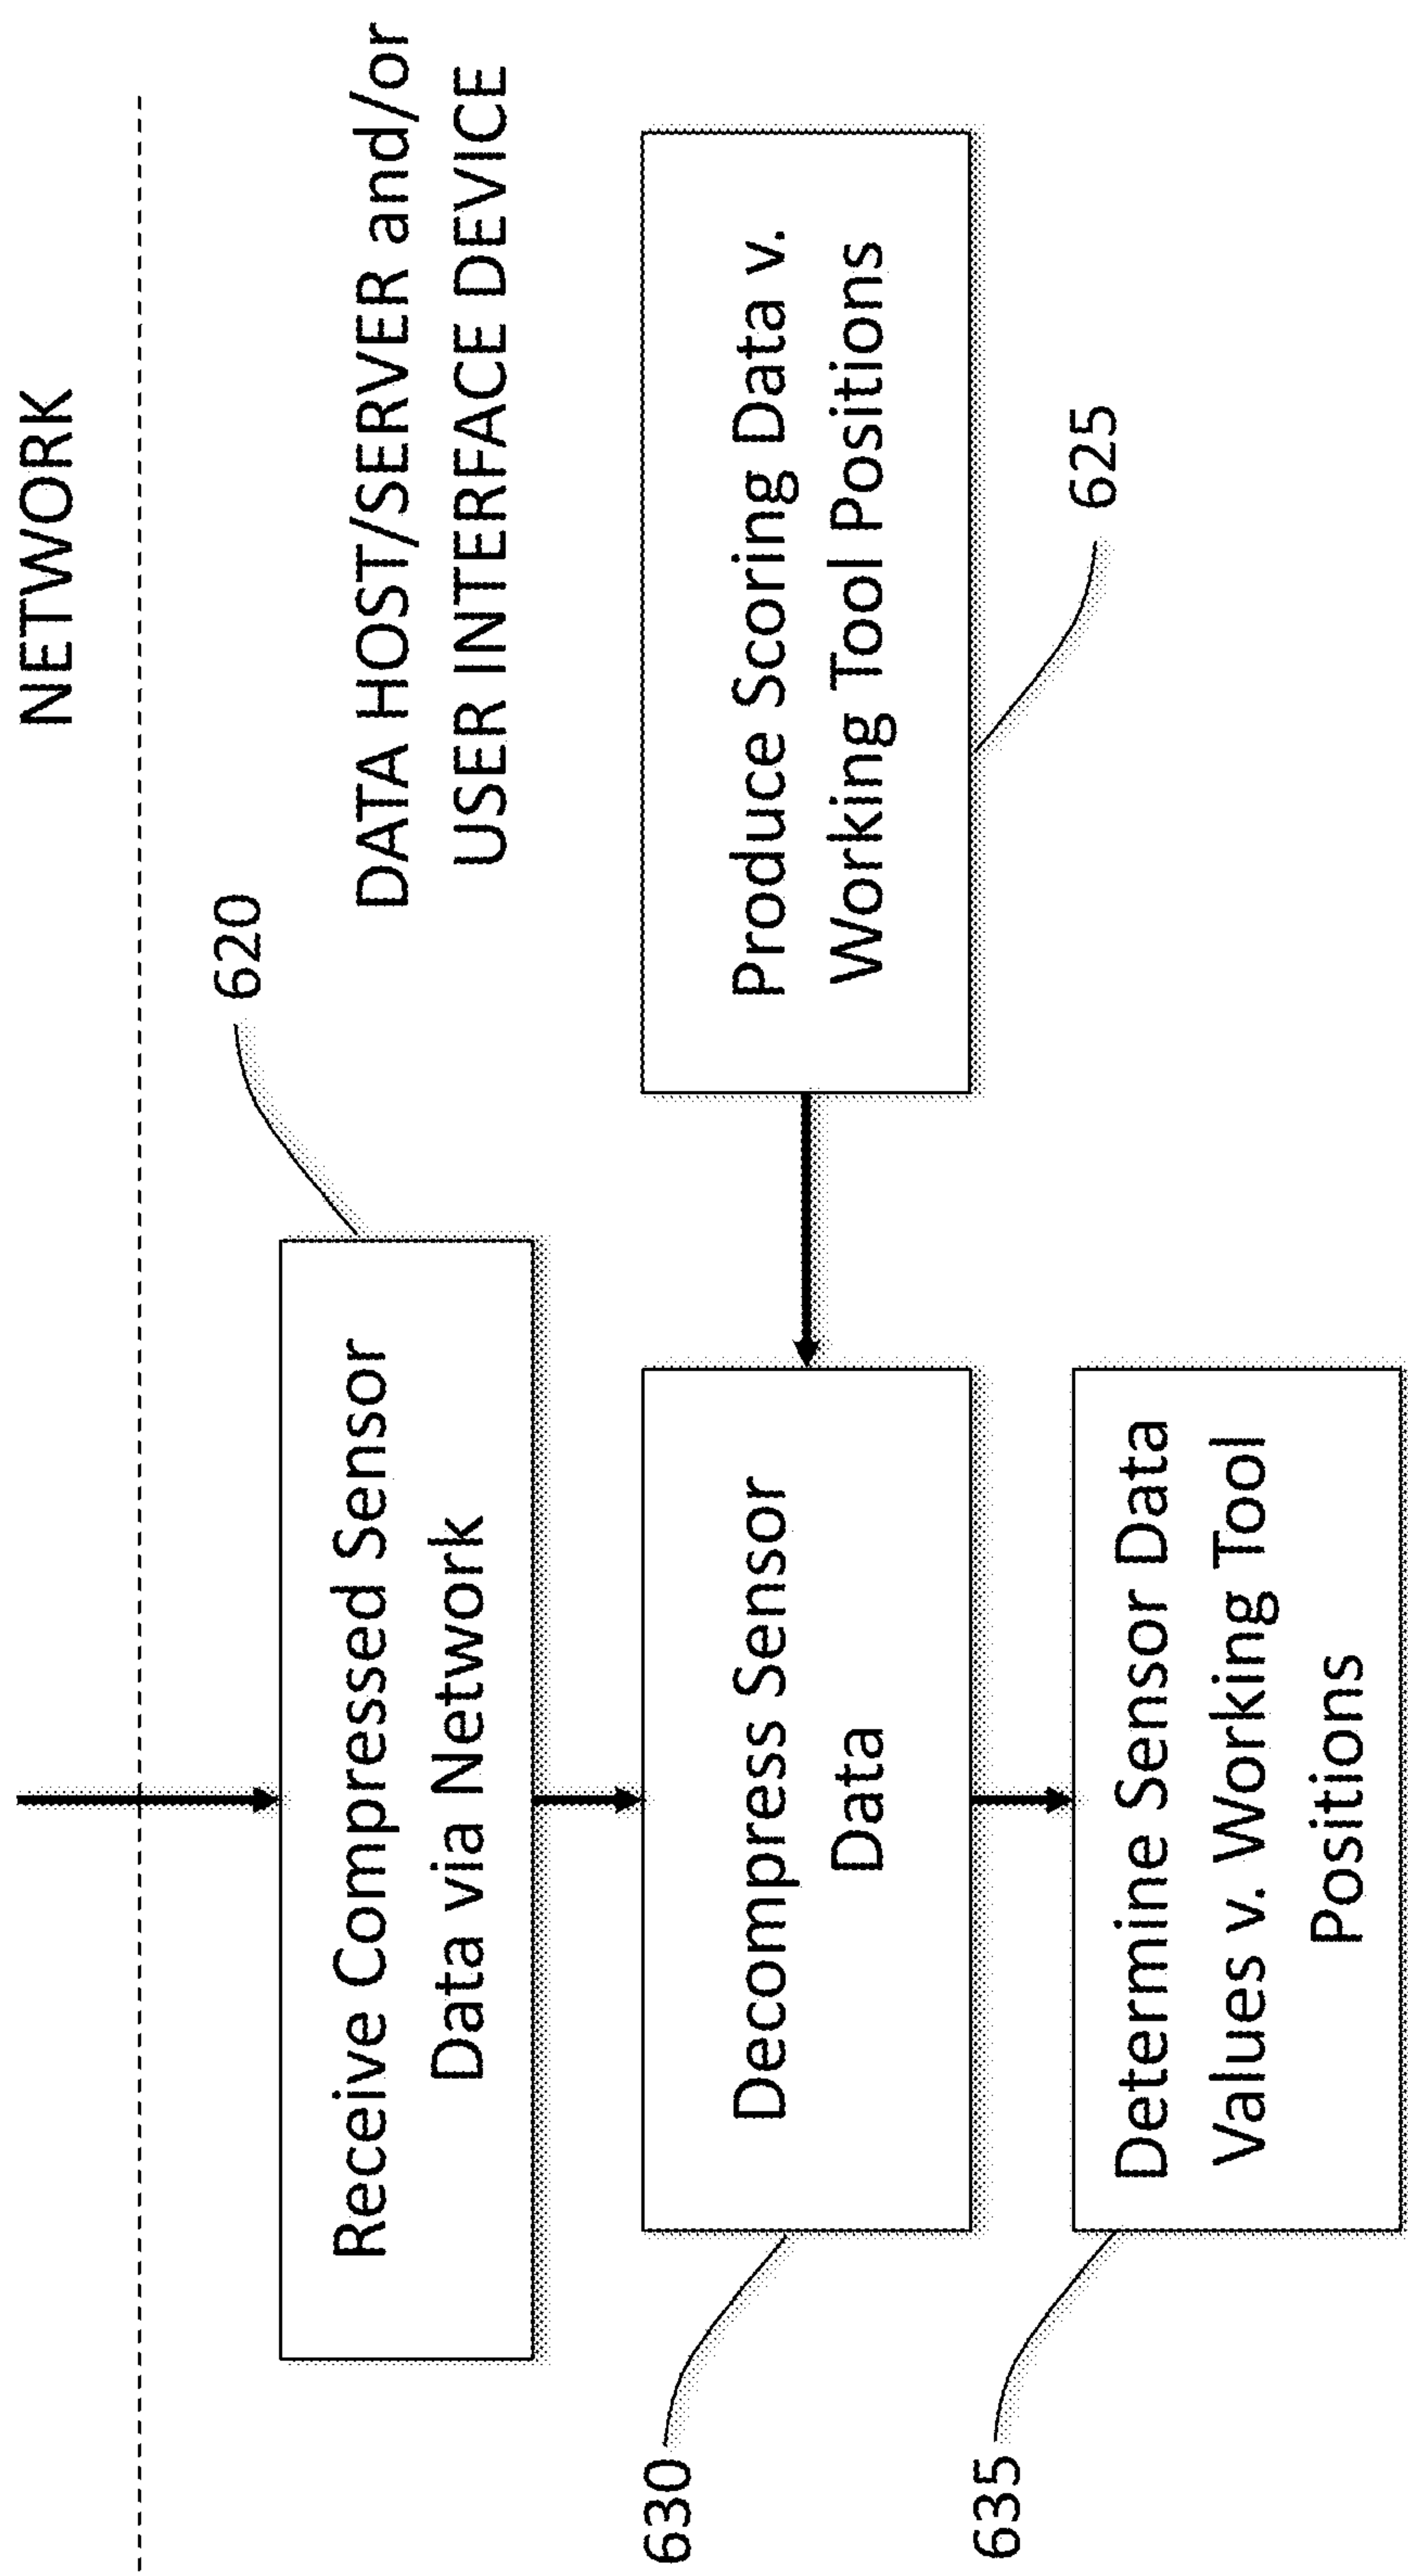 NETWORK
620
DATA HOST/SERVER and/or
USER INTERFACE DEVICE
Receive Compressed Sensor
Data via Network
630
Decompress Sensor
Data
Produce Scoring Data v.
Working Tool Positions
625
635
Determine Sensor Data
Values v. Working Tool
Positions